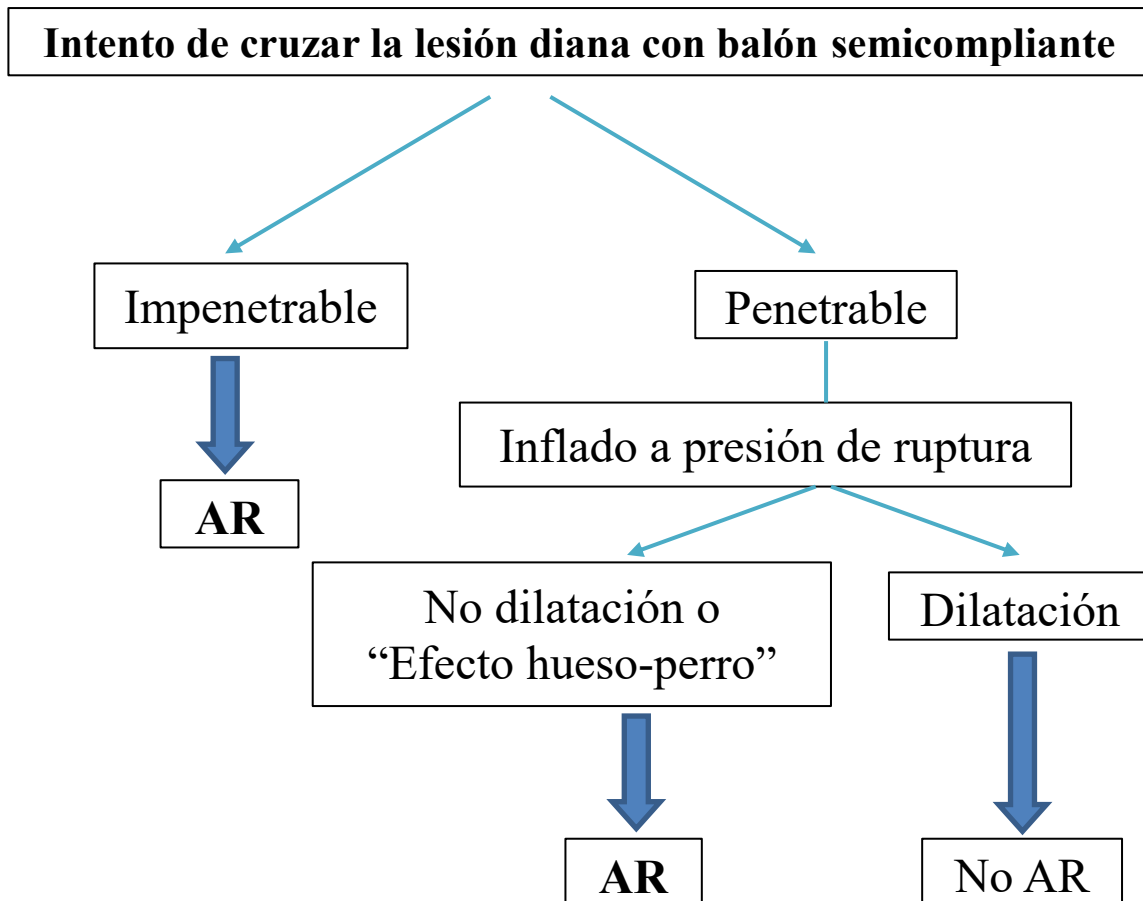 Intento de cruzar la lesión diana con balón semicompliante
Impenetrable
Penetrable
Inflado a presión de ruptura
AR
No dilatación o
“Efecto hueso-perro”
Dilatación
AR
No AR